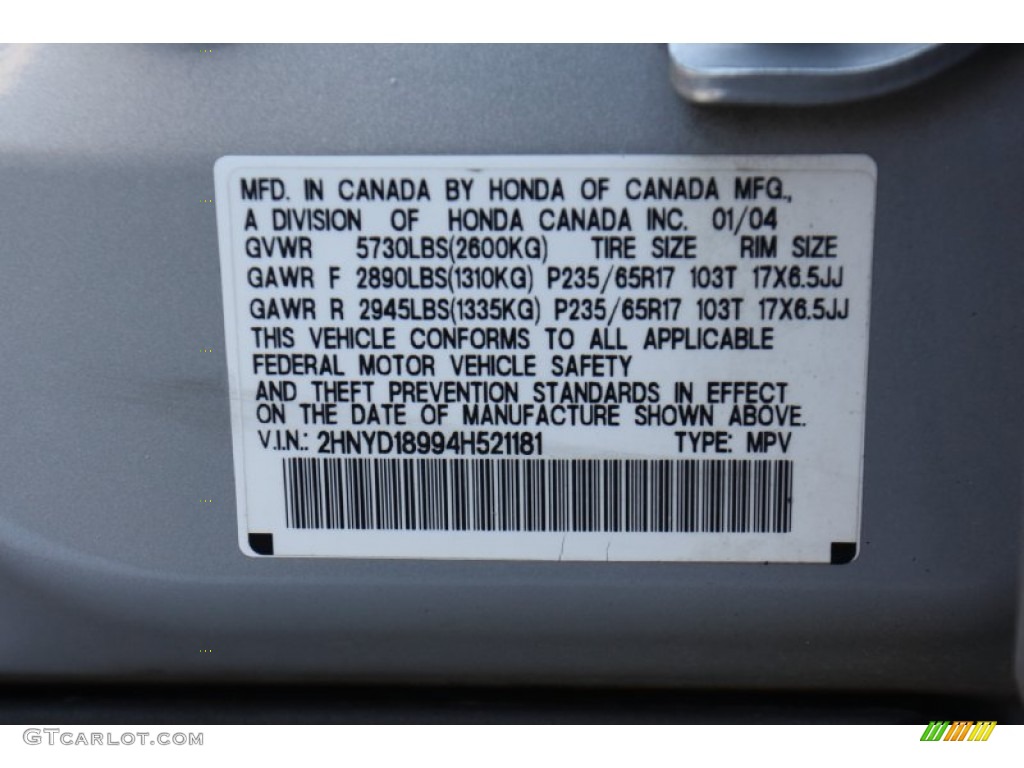 MFD. IN CANADA BY HONDA OF CANADA MFG.,
A DIVISION OF HONDA CANADA INC. 01/04
GVWR 5730LBS(2600KG) TIRE SIZE RIM SIZE
GAWR F 2890LBS(1310KG) P235/65R17 103T 17X6.5JJ
GAWR R 2945LBS(1335KG) P235/65R17 103T 17X6.5JJ
THIS VEHICLE CONFORMS TO ALL APPLICABLE
FEDERAL MOTOR VEHICLE SAFETY
AND THEFT PREVENTION STANDARDS IN EFFECT
ON THE DATE OF MANUFACTURE SHOWN ABOVE.
V.I.N.: 2HNYD18994H521181 TYPE: MPV
GTCARLOT.COM